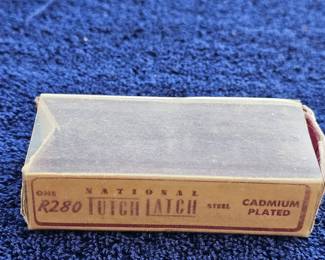 ONE
R280
NATIONAL
TUTCH LATCH
STEEL
CADMIUM
PLATED